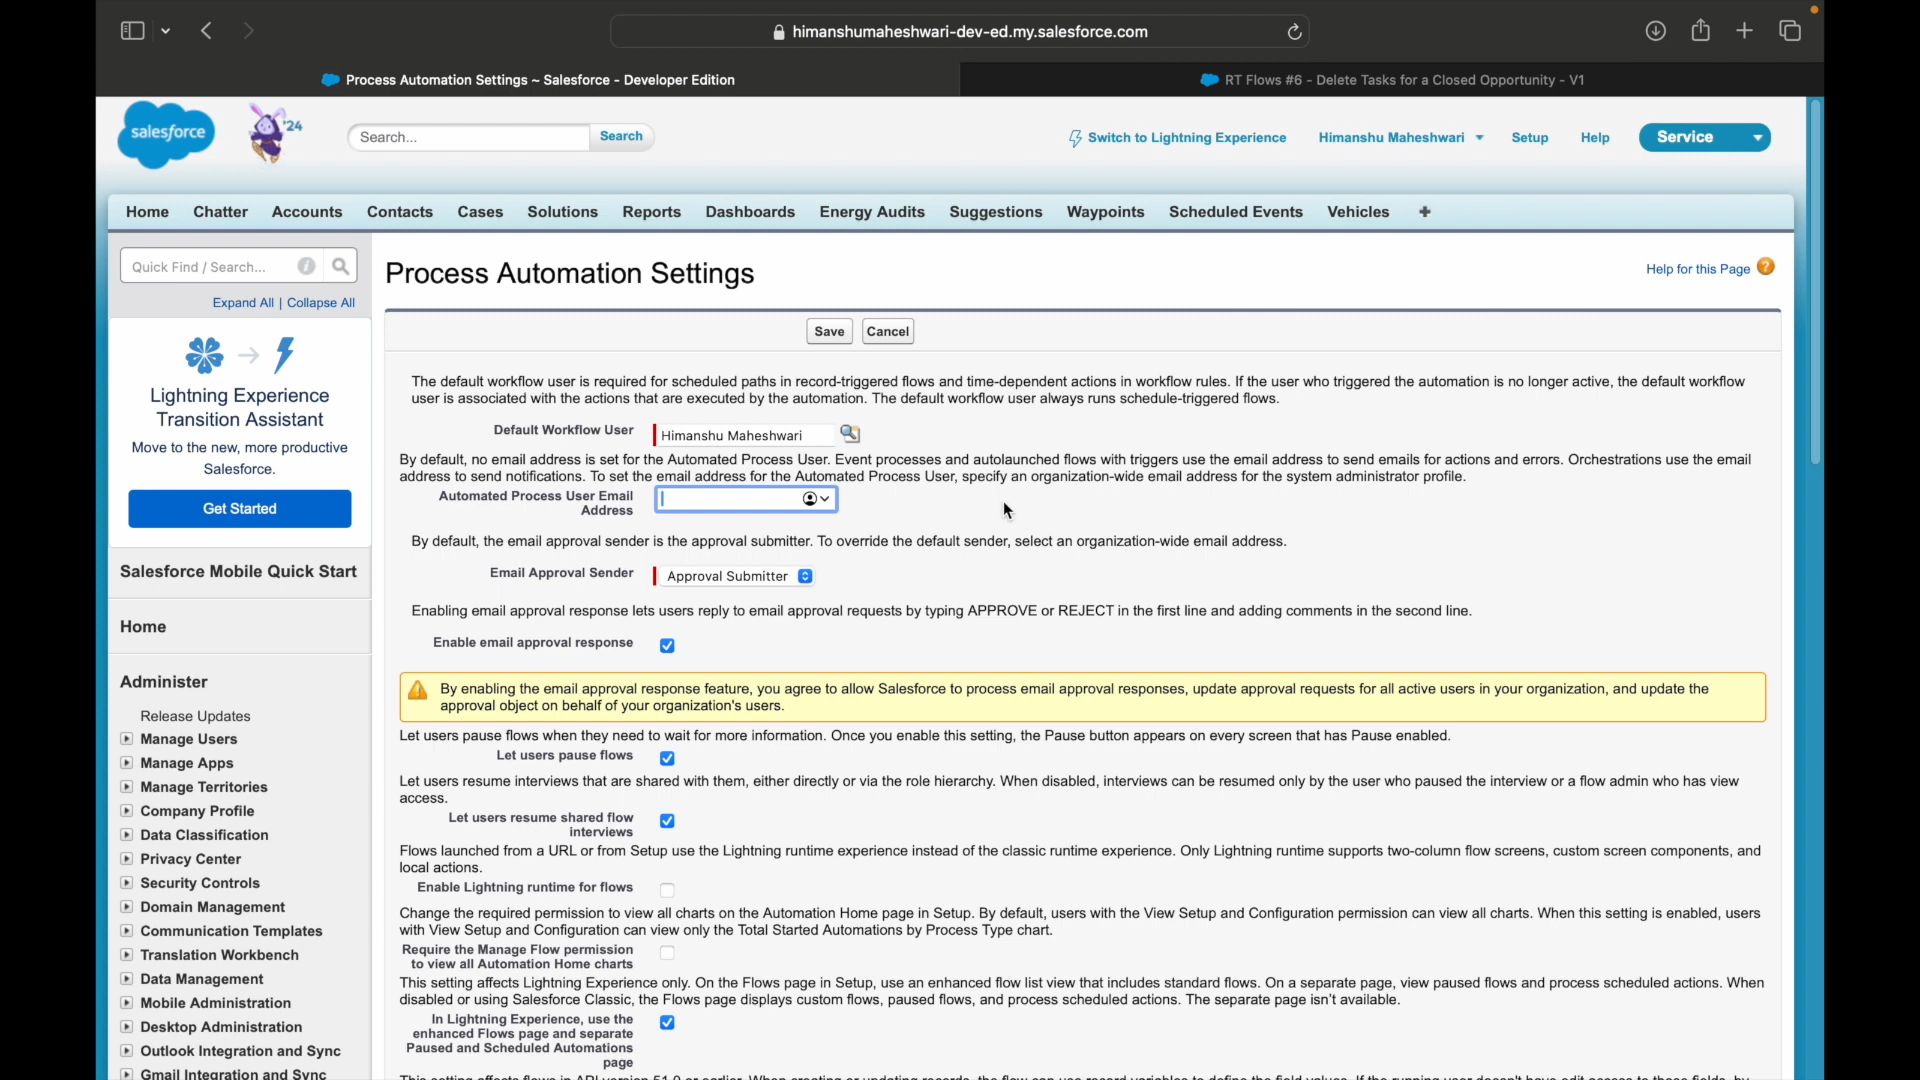 himanshumaheshwari-dev-ed.my.salesforce.com
Process Automation Settings ~ Salesforce - Developer Edition
RT Flows #6 - Delete Tasks for a Closed Opportunity - V1
salesforce
'24
Search...
Search
Switch to Lightning Experience
Himanshu Maheshwari
Setup
Help
Service
Home
Chatter
Accounts
Contacts
Cases
Solutions
Reports
Dashboards
Energy Audits
Suggestions
Waypoints
Scheduled Events
Vehicles
Quick Find / Search...
Expand All | Collapse All
Lightning Experience
Transition Assistant
Move to the new, more productive
Salesforce.
Get Started
Salesforce Mobile Quick Start
Home
Administer
Release Updates
Manage Users
Manage Apps
Manage Territories
Company Profile
Data Classification
Privacy Center
Security Controls
Domain Management
Communication Templates
Translation Workbench
Data Management
Mobile Administration
Desktop Administration
Outlook Integration and Sync
Gmail Integration and Sync
Process Automation Settings
Help for this Page
Save
Cancel
The default workflow user is required for scheduled paths in record-triggered flows and time-dependent actions in workflow rules. If the user who triggered the automation is no longer active, the default workflow
user is associated with the actions that are executed by the automation. The default workflow user always runs schedule-triggered flows.
Default Workflow User
Himanshu Maheshwari
By default, no email address is set for the Automated Process User. Event processes and autolaunched flows with triggers use the email address to send emails for actions and errors. Orchestrations use the email
address to send notifications. To set the email address for the Automated Process User, specify an organization-wide email address for the system administrator profile.
Automated Process User Email
Address
By default, the email approval sender is the approval submitter. To override the default sender, select an organization-wide email address.
Email Approval Sender
Approval Submitter
Enabling email approval response lets users reply to email approval requests by typing APPROVE or REJECT in the first line and adding comments in the second line.
Enable email approval response
By enabling the email approval response feature, you agree to allow Salesforce to process email approval responses, update approval requests for all active users in your organization, and update the
approval object on behalf of your organization's users.
Let users pause flows when they need to wait for more information. Once you enable this setting, the Pause button appears on every screen that has Pause enabled.
Let users pause flows
Let users resume interviews that are shared with them, either directly or via the role hierarchy. When disabled, interviews can be resumed only by the user who paused the interview or a flow admin who has view
access.
Let users resume shared flow
interviews
Flows launched from a URL or from Setup use the Lightning runtime experience instead of the classic runtime experience. Only Lightning runtime supports two-column flow screens, custom screen components, and
local actions.
Enable Lightning runtime for flows
Change the required permission to view all charts on the Automation Home page in Setup. By default, users with the View Setup and Configuration permission can view all charts. When this setting is enabled, users
with View Setup and Configuration can view only the Total Started Automations by Process Type chart.
Require the Manage Flow permission
to view all Automation Home charts
This setting affects Lightning Experience only. On the Flows page in Setup, use an enhanced flow list view that includes standard flows. On a separate page, view paused flows and process scheduled actions. When
disabled or using Salesforce Classic, the Flows page displays custom flows, paused flows, and process scheduled actions. The separate page isn't available.
In Lightning Experience, use the
enhanced Flows page and separate
Paused and Scheduled Automations
page